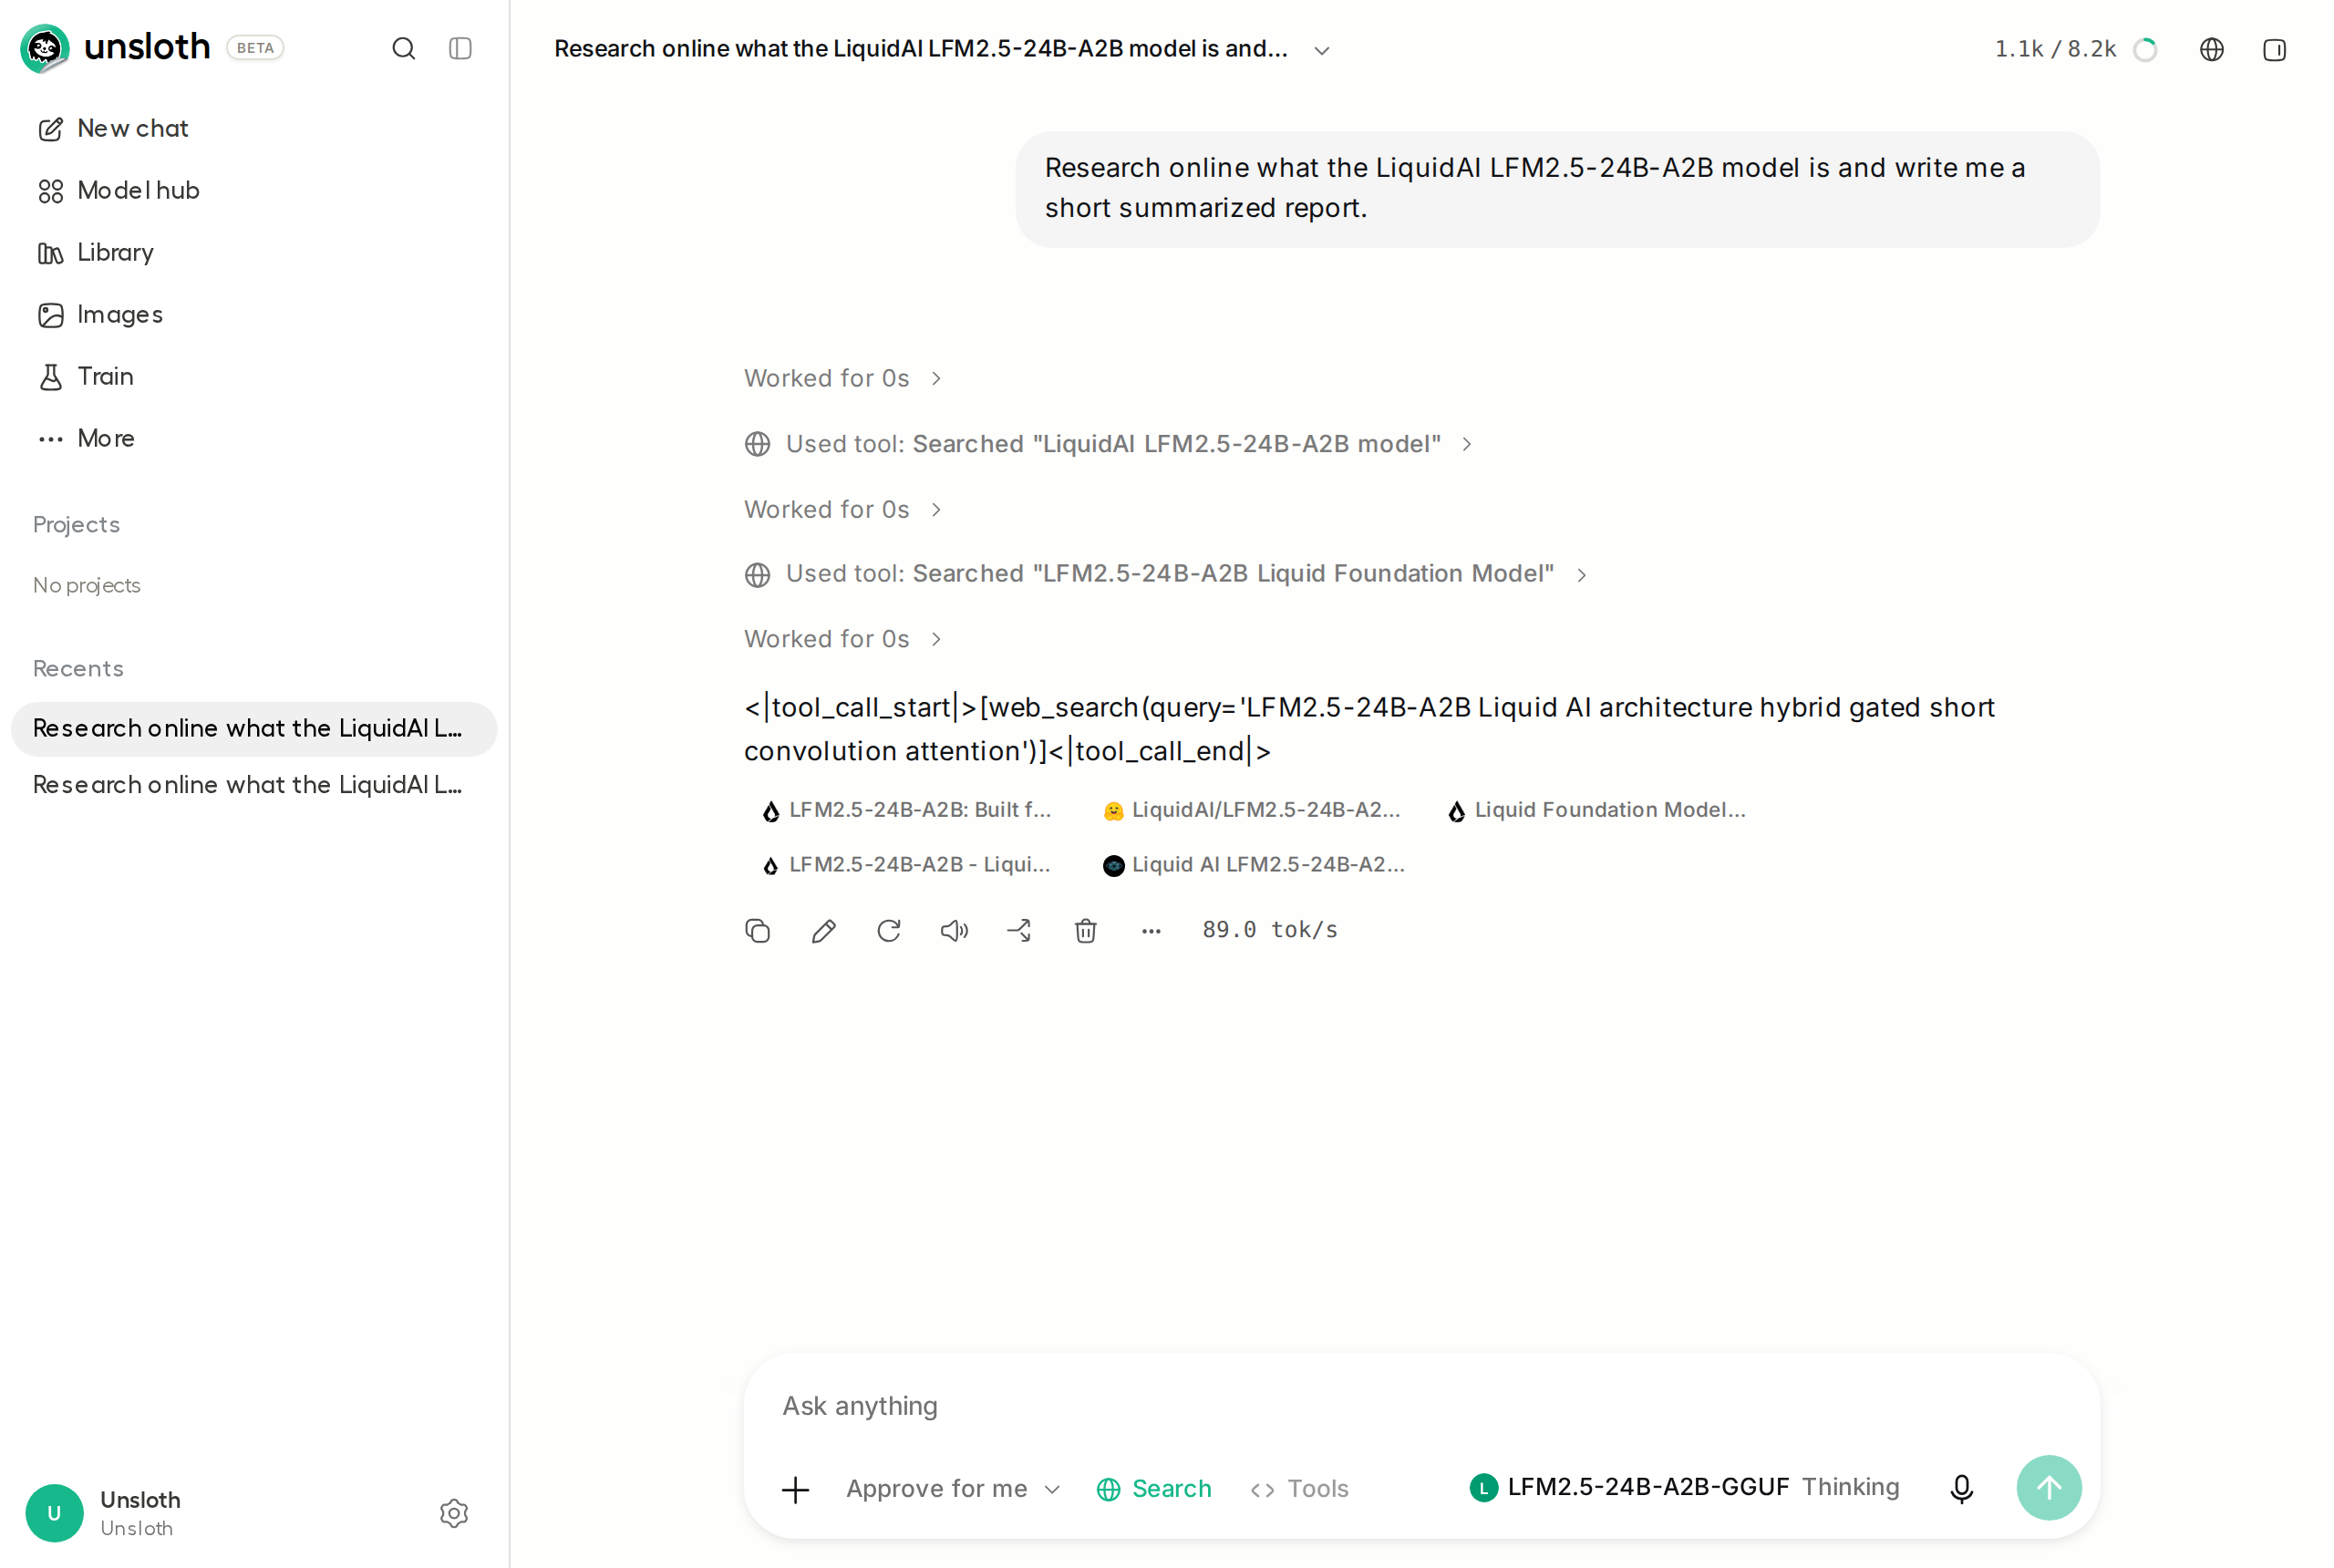 unsloth BETA
New chat
Model hub
Library
Images
Train
More
Projects
No projects
Recents
Research online what the LiquidAI L...
Research online what the LiquidAI L...
U
Unsloth
Unsloth
Research online what the LiquidAI LFM2.5-24B-A2B model is and...
1.1k / 8.2k
Research online what the LiquidAI LFM2.5-24B-A2B model is and write me a
short summarized report.
Worked for 0s
Used tool: Searched "LiquidAI LFM2.5-24B-A2B model"
Worked for 0s
Used tool: Searched "LFM2.5-24B-A2B Liquid Foundation Model"
Worked for 0s
<|tool_call_start|>[web_search(query='LFM2.5-24B-A2B Liquid AI architecture hybrid gated short
convolution attention')]<|tool_call_end|>
LFM2.5-24B-A2B: Built f... LiquidAI/LFM2.5-24B-A2... Liquid Foundation Model...
LFM2.5-24B-A2B - Liqui... Liquid AI LFM2.5-24B-A2...
89.0 tok/s
Ask anything
Approve for me Search Tools L LFM2.5-24B-A2B-GGUF Thinking